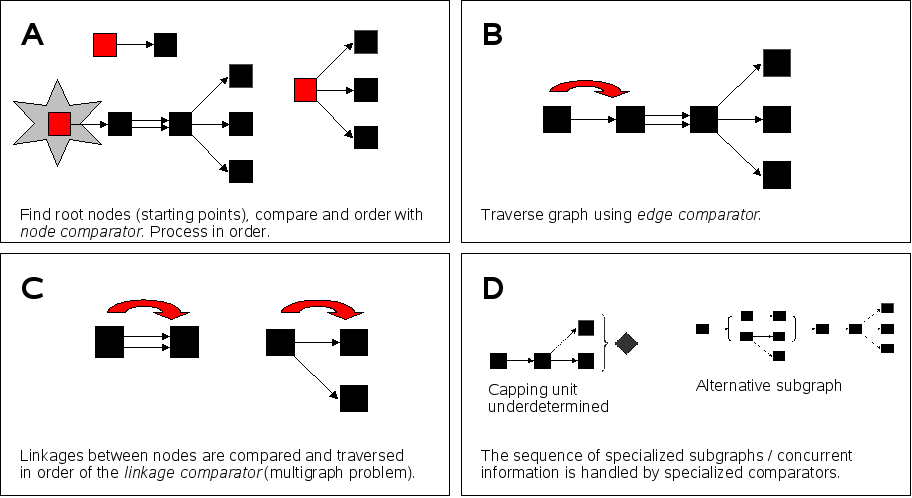 A
Find root nodes (starting points), compare and order with
node comparator. Process in order.
B
Traverse graph using edge comparator.
C
Linkages between nodes are compared and traversed
in order of the linkage comparator (multigraph problem).
D
Capping unit
underdetermined
Alternative subgraph
The sequence of specialized subgraphs / concurrent
information is handled by specialized comparators.